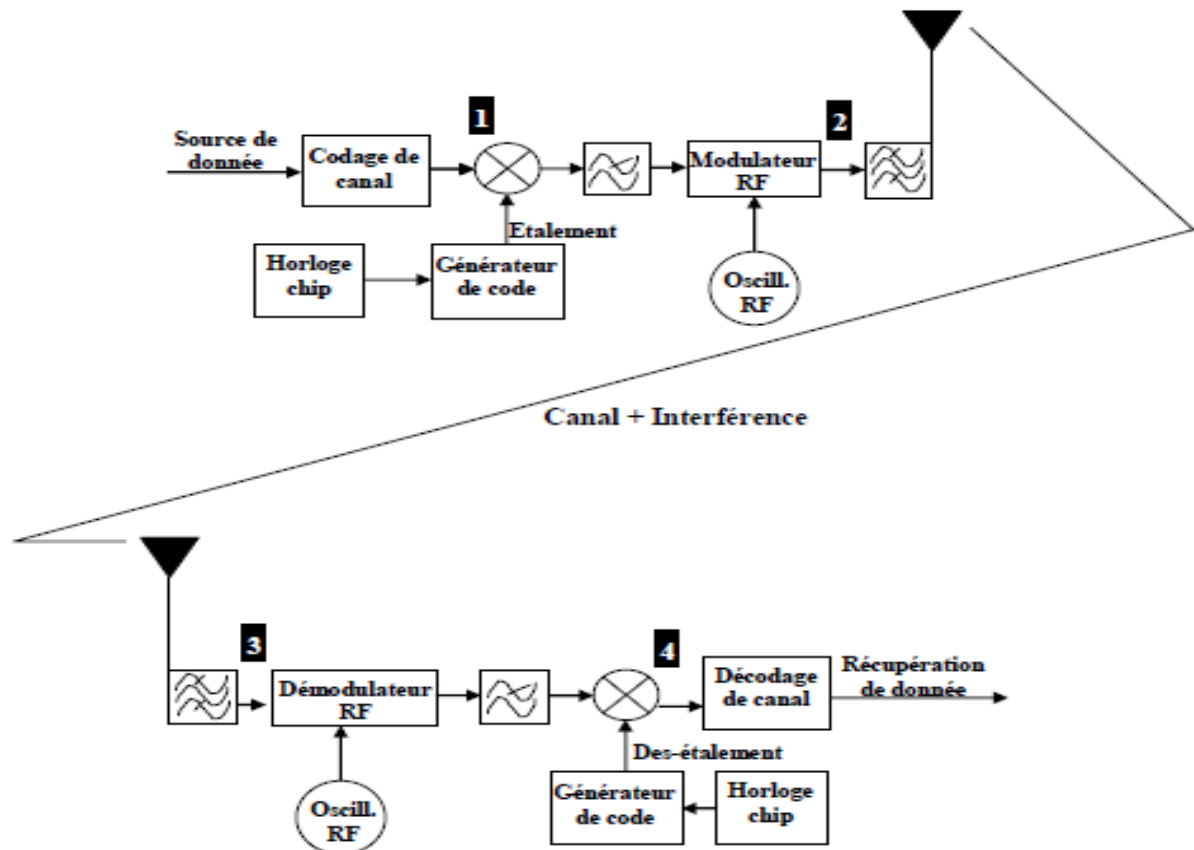 1
2
Source de
donnée
Codage de
canal
Modulateur
RF
Etalement
Horloge
chip
Générateur
de code
Oscill.
RF
Canal + Interférence
3
4
Démodulateur
RF
Décodage
de canal
Récupération
de donnée
Des-étalement
Oscill.
RF
Générateur
de code
Horloge
chip